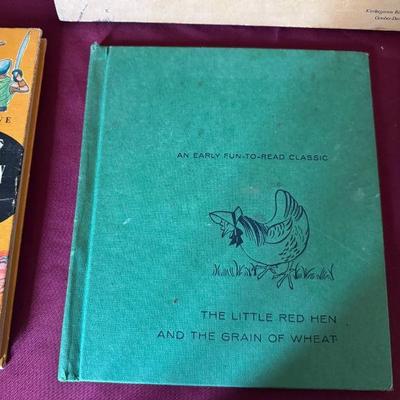 AN EARLY FUN-TO-READ CLASSIC
THE LITTLE RED HEN
AND THE GRAIN OF WHEAT